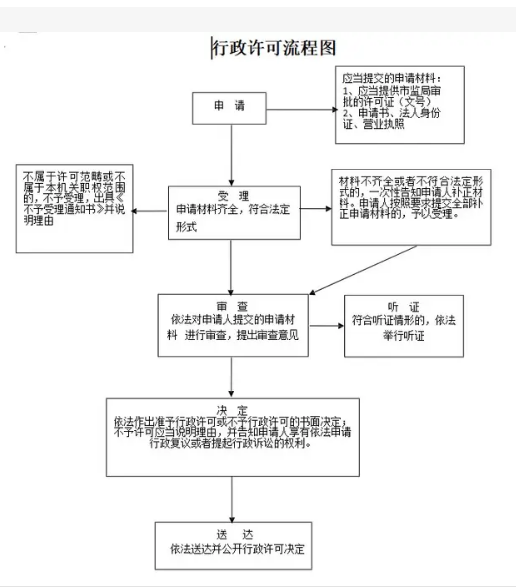 行政许可流程图
申 请
应当提交的申请材料：
1、应当提供市监局审
批的许可证（文号）
2、申请书、法人身份
证、营业执照
不属于许可范畴或不
属于本机关职权范围
的，不予受理，出具《
不予受理通知书》并说
明理由
受 理
申请材料齐全，符合法定
形式
材料不齐全或者不符合法定形
式的，一次性告知申请人补正材
料。申请人按照要求提交全部补
正申请材料的，予以受理。
审 查
依法对申请人提交的申请材
料 进行审查，提出审查意见
听 证
符合听证情形的，依法
举行听证
决 定
依法作出准予行政许可或不予行政许可的书面决定；
不予许可应当说明理由，并告知申请人享有依法申请
行政复议或者提起行政诉讼的权利。
送 达
依法送达并公开行政许可决定